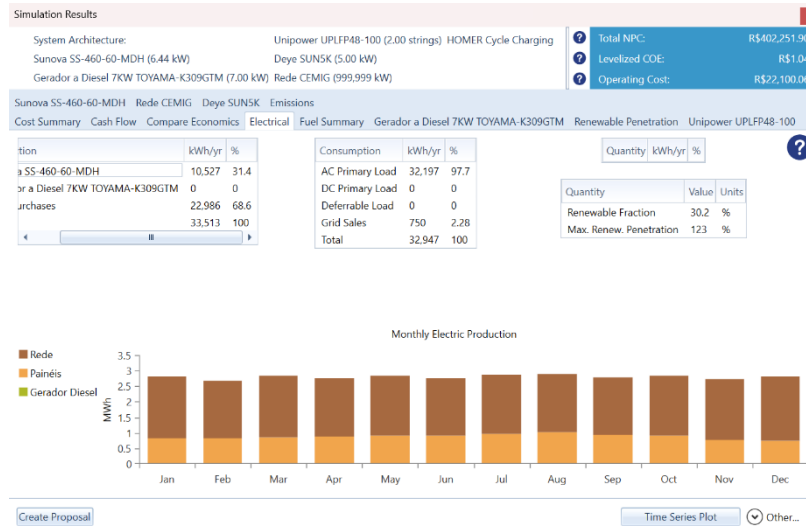 Simulation Results
System Architecture: Unipower UPLFP48-100 (2.00 strings) HOMER Cycle Charging
Sunova SS-460-60-MDH (6.44 kW) Deye SUN5K (5.00 kW)
Gerador a Diesel 7KW TOYAMA-K309GTM (7.00 kW) Rede CEMIG (999,999 kW)
Total NPC: R$402,251.90
Levelized COE: R$1.04
Operating Cost: R$22,100.06
Sunova SS-460-60-MDH Rede CEMIG Deye SUN5K Emissions
Cost Summary Cash Flow Compare Economics Electrical Fuel Summary Gerador a Diesel 7KW TOYAMA-K309GTM Renewable Penetration Unipower UPLFP48-100
tion kWh/yr %
a SS-460-60-MDH 10,527 31.4
or a Diesel 7KW TOYAMA-K309GTM 0 0
urchases 22,986 68.6
33,513 100
Consumption kWh/yr %
AC Primary Load 32,197 97.7
DC Primary Load 0 0
Deferrable Load 0 0
Grid Sales 750 2.28
Total 32,947 100
Quantity kWh/yr %
Quantity Value Units
Renewable Fraction 30.2 %
Max. Renew. Penetration 123 %
Monthly Electric Production
Rede
Painéis
Gerador Diesel
MWh
3.5
3
2.5
2
1.5
1
0.5
0
Jan Feb Mar Apr May Jun Jul Aug Sep Oct Nov Dec
Create Proposal Time Series Plot Other...